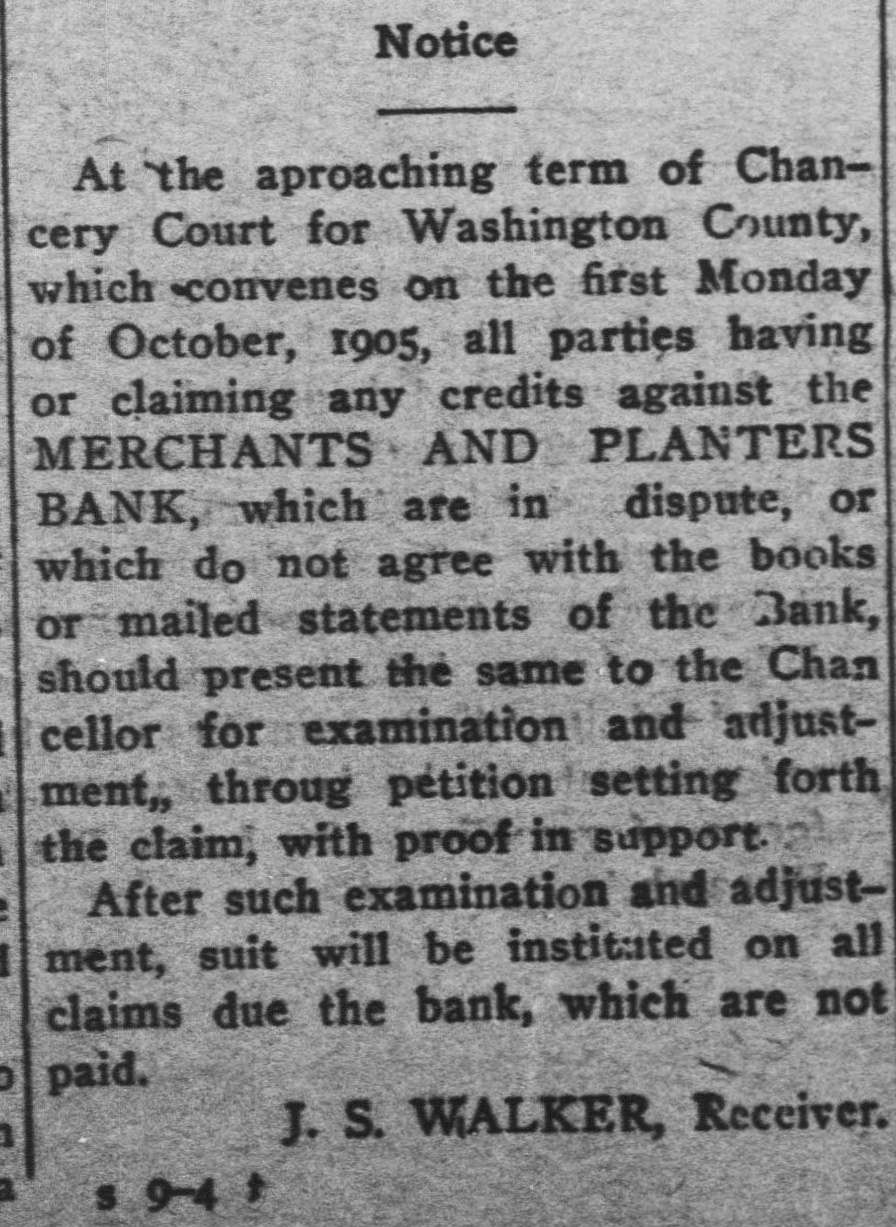 Notice
At the aproaching term of Chan-
cery Court for Washington County,
which convenes on the first Monday
of October, 1905, all parties having
or claiming any credits against the
MERCHANTS AND PLANTERS
BANK, which are in dispute, or
which do not agree with the books
or mailed statements of the Bank,
should present the same to the Chan
cellor for examination and adjust-
ment,, throug petition setting forth
the claim, with proof in support.
After such examination and adjust-
ment, suit will be instituted on all
claims due the bank, which are not
paid.
J. S. WALKER, Receiver.
s 9-4 t